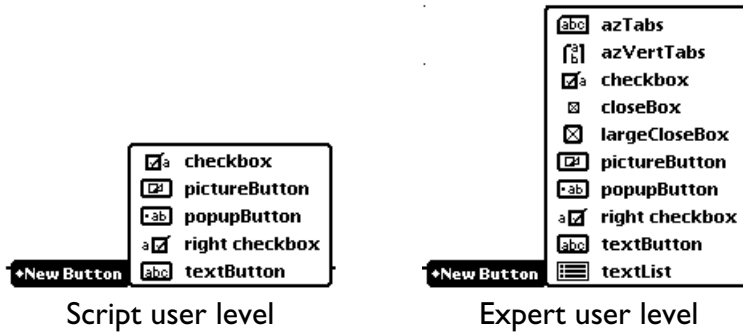 checkbox
pictureButton
popupButton
right checkbox
textButton
New Button
Script user level
azTabs
azVertTabs
checkbox
closeBox
largeCloseBox
pictureButton
popupButton
right checkbox
textButton
textList
New Button
Expert user level